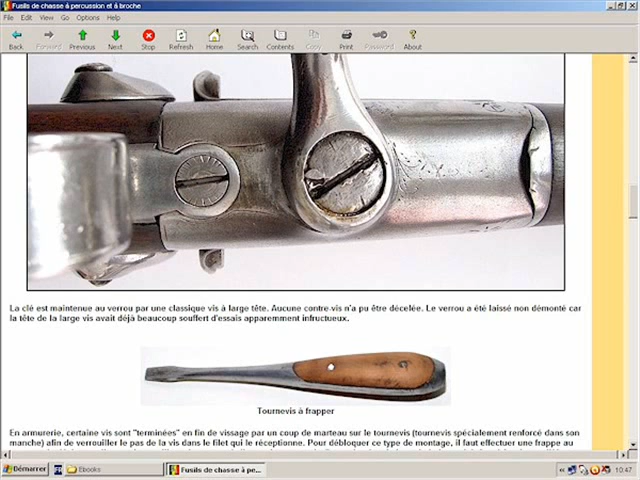 Fusils de chasse á percussion et á broche
File Edit View Go Options Help
Back Forward Previous Next Stop Refresh Home Search Contents Copy Print Password About
La clé est maintenue au verrou par une classique vis à large tête. Aucune contre-vis n'a pu être décelée. Le verrou a été laissé non démonté car
la tête de la large vis avait déjà beaucoup souffert d'essais apparemment infructueux.
Tournevis à frapper
En armurerie, certaine vis sont "terminées" en fin de vissage par un coup de marteau sur le tournevis (tournevis spécialement renforcé dans son
manche) afin de verrouiller le pas de la vis dans le filet qui le réceptionne. Pour débloquer ce type de montage, il faut effectuer une frappe au
Démarrer FR Ebooks Fusils de chasse á pe... 10:47